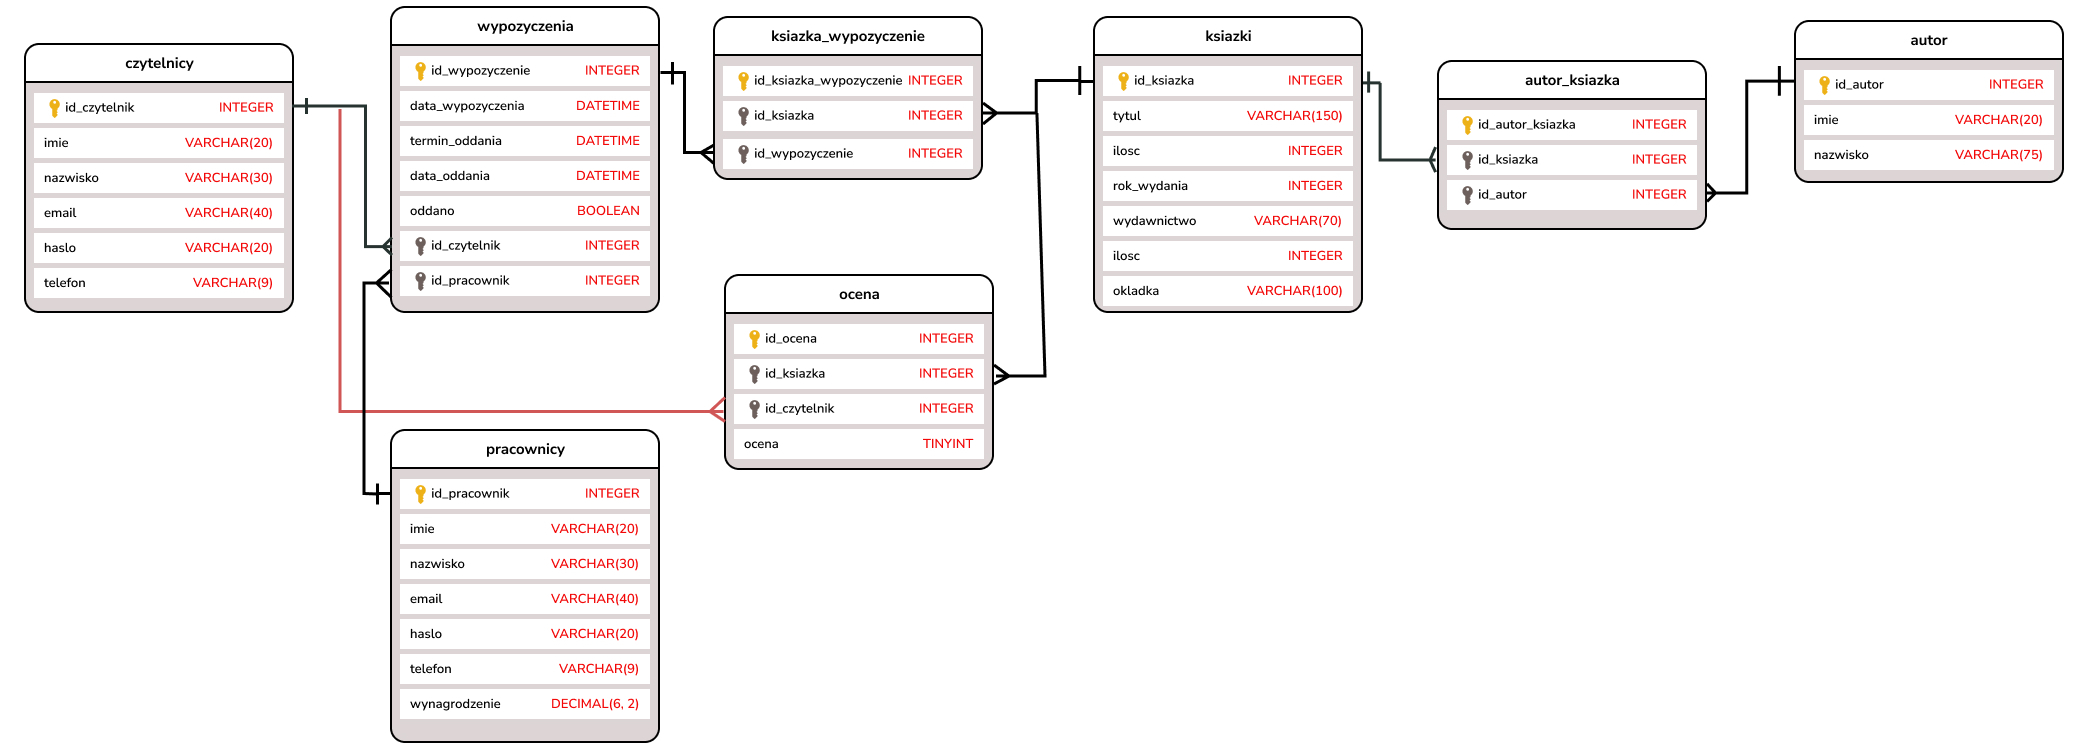 czytelnicy
id_czytelnik INTEGER
imie VARCHAR(20)
nazwisko VARCHAR(30)
email VARCHAR(40)
haslo VARCHAR(20)
telefon VARCHAR(9)
wypozyczenia
id_wypozyczenie INTEGER
data_wypozyczenia DATETIME
termin_oddania DATETIME
data_oddania DATETIME
oddano BOOLEAN
id_czytelnik INTEGER
id_pracownik INTEGER
ksiazka_wypozyczenie
id_ksiazka_wypozyczenie INTEGER
id_ksiazka INTEGER
id_wypozyczenie INTEGER
ksiazki
id_ksiazka INTEGER
tytul VARCHAR(150)
ilosc INTEGER
rok_wydania INTEGER
wydawnictwo VARCHAR(70)
ilosc INTEGER
okladka VARCHAR(100)
autor_ksiazka
id_autor_ksiazka INTEGER
id_ksiazka INTEGER
id_autor INTEGER
autor
id_autor INTEGER
imie VARCHAR(20)
nazwisko VARCHAR(75)
ocena
id_ocena INTEGER
id_ksiazka INTEGER
id_czytelnik INTEGER
ocena TINYINT
pracownicy
id_pracownik INTEGER
imie VARCHAR(20)
nazwisko VARCHAR(30)
email VARCHAR(40)
haslo VARCHAR(20)
telefon VARCHAR(9)
wynagrodzenie DECIMAL(6, 2)